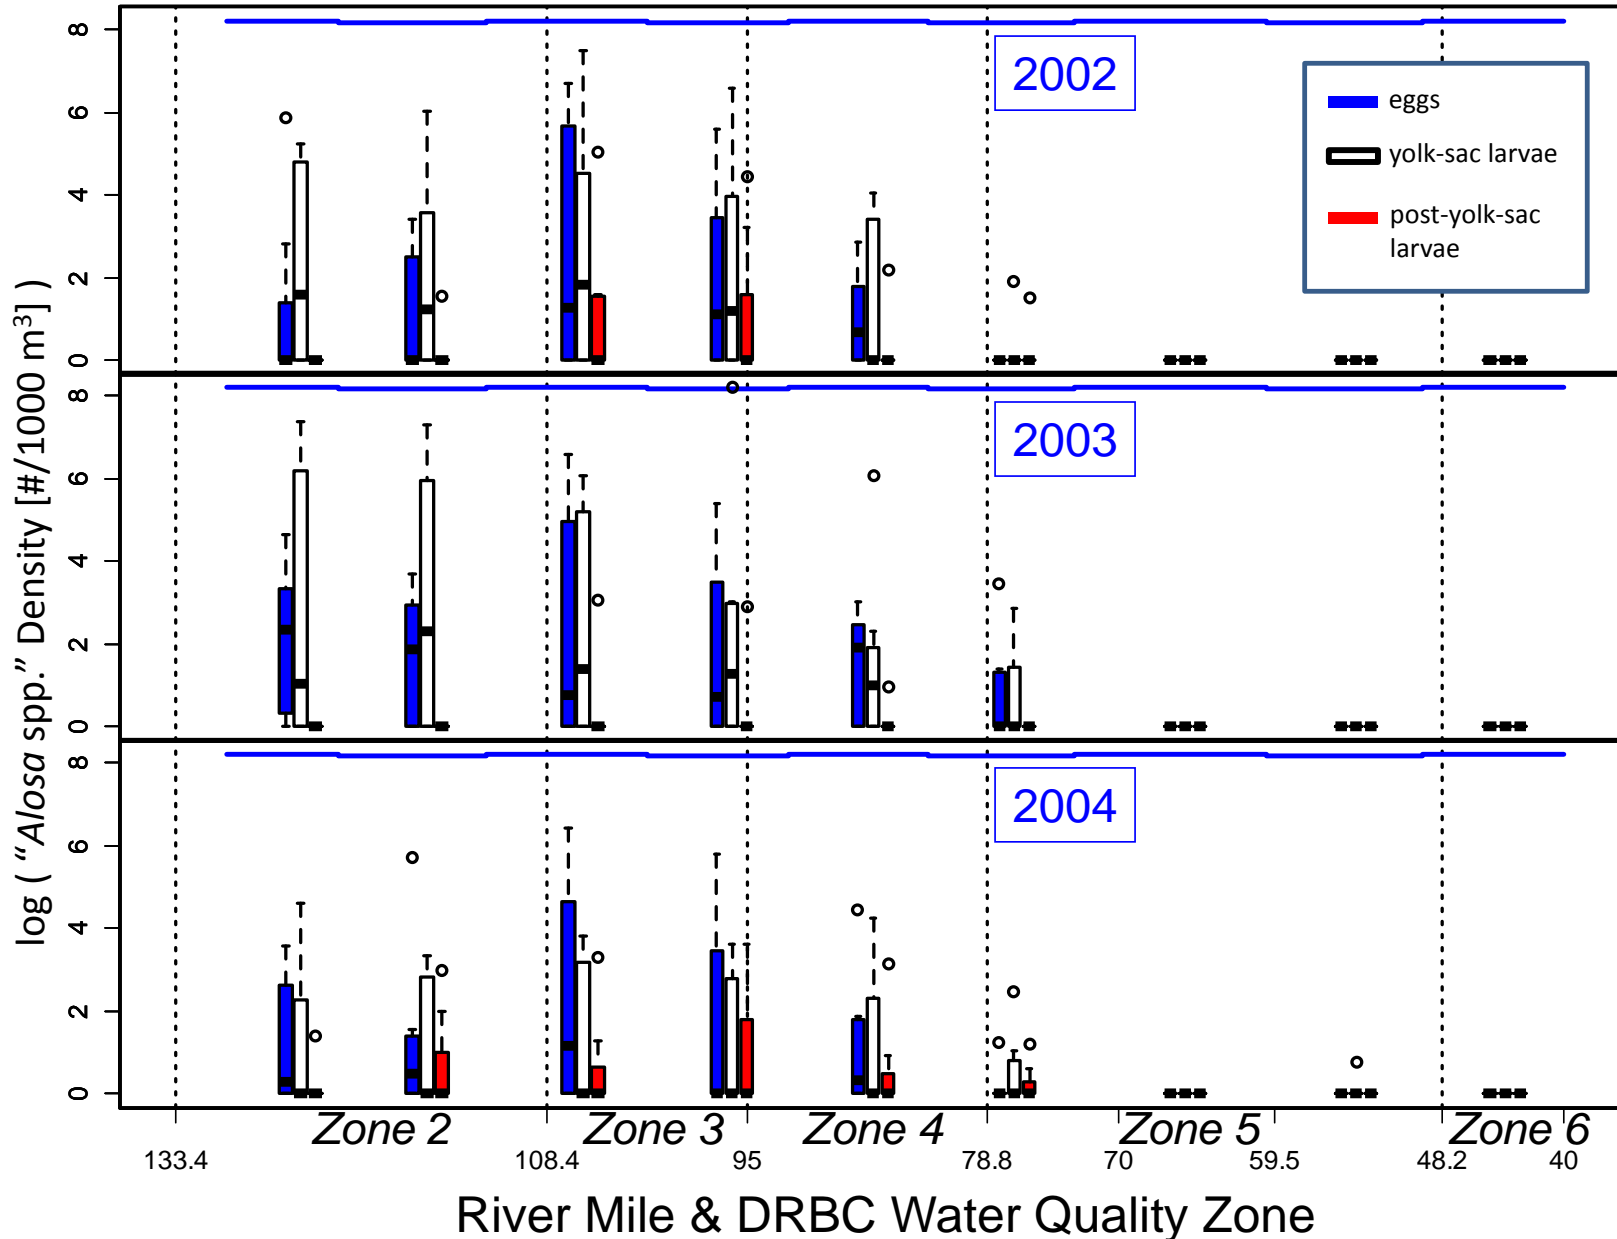 log ( “Alosa spp.” Density [#/1000 m³] )
8
6
4
2
0
2002
eggs
yolk-sac larvae
post-yolk-sac
larvae
8
6
4
2
0
2003
8
6
4
2
0
2004
Zone 2 Zone 3 Zone 4 Zone 5 Zone 6
133.4 108.4 95 78.8 70 59.5 48.2 40
River Mile & DRBC Water Quality Zone